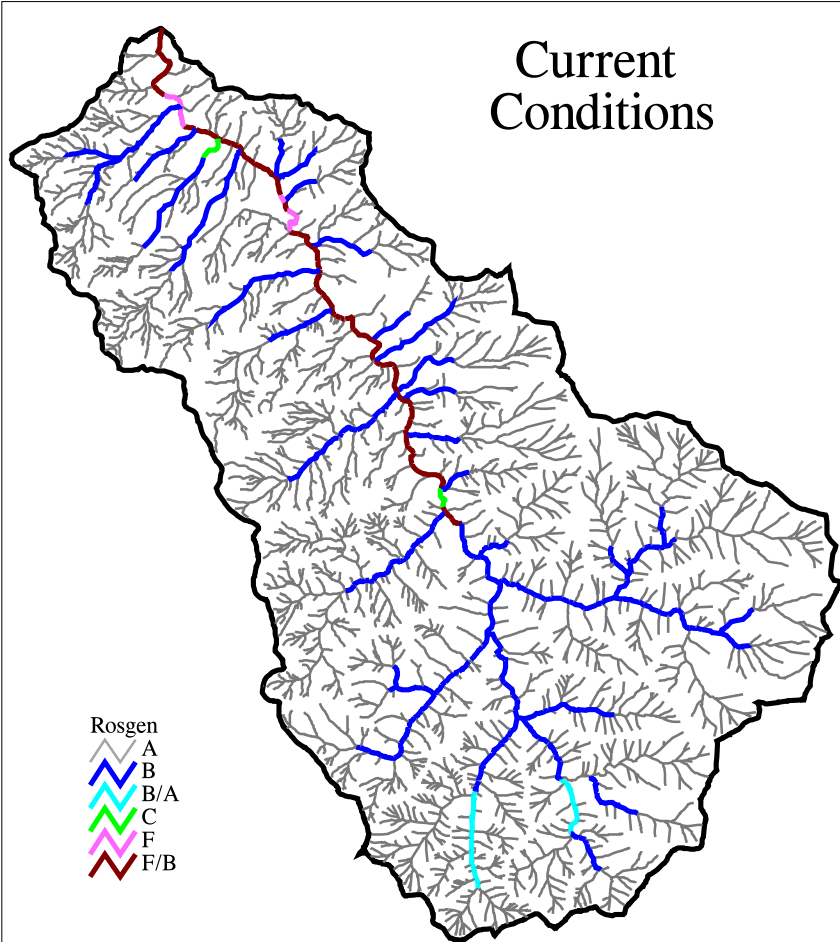 Current
Conditions
Rosgen
A
B
B/A
C
F
F/B